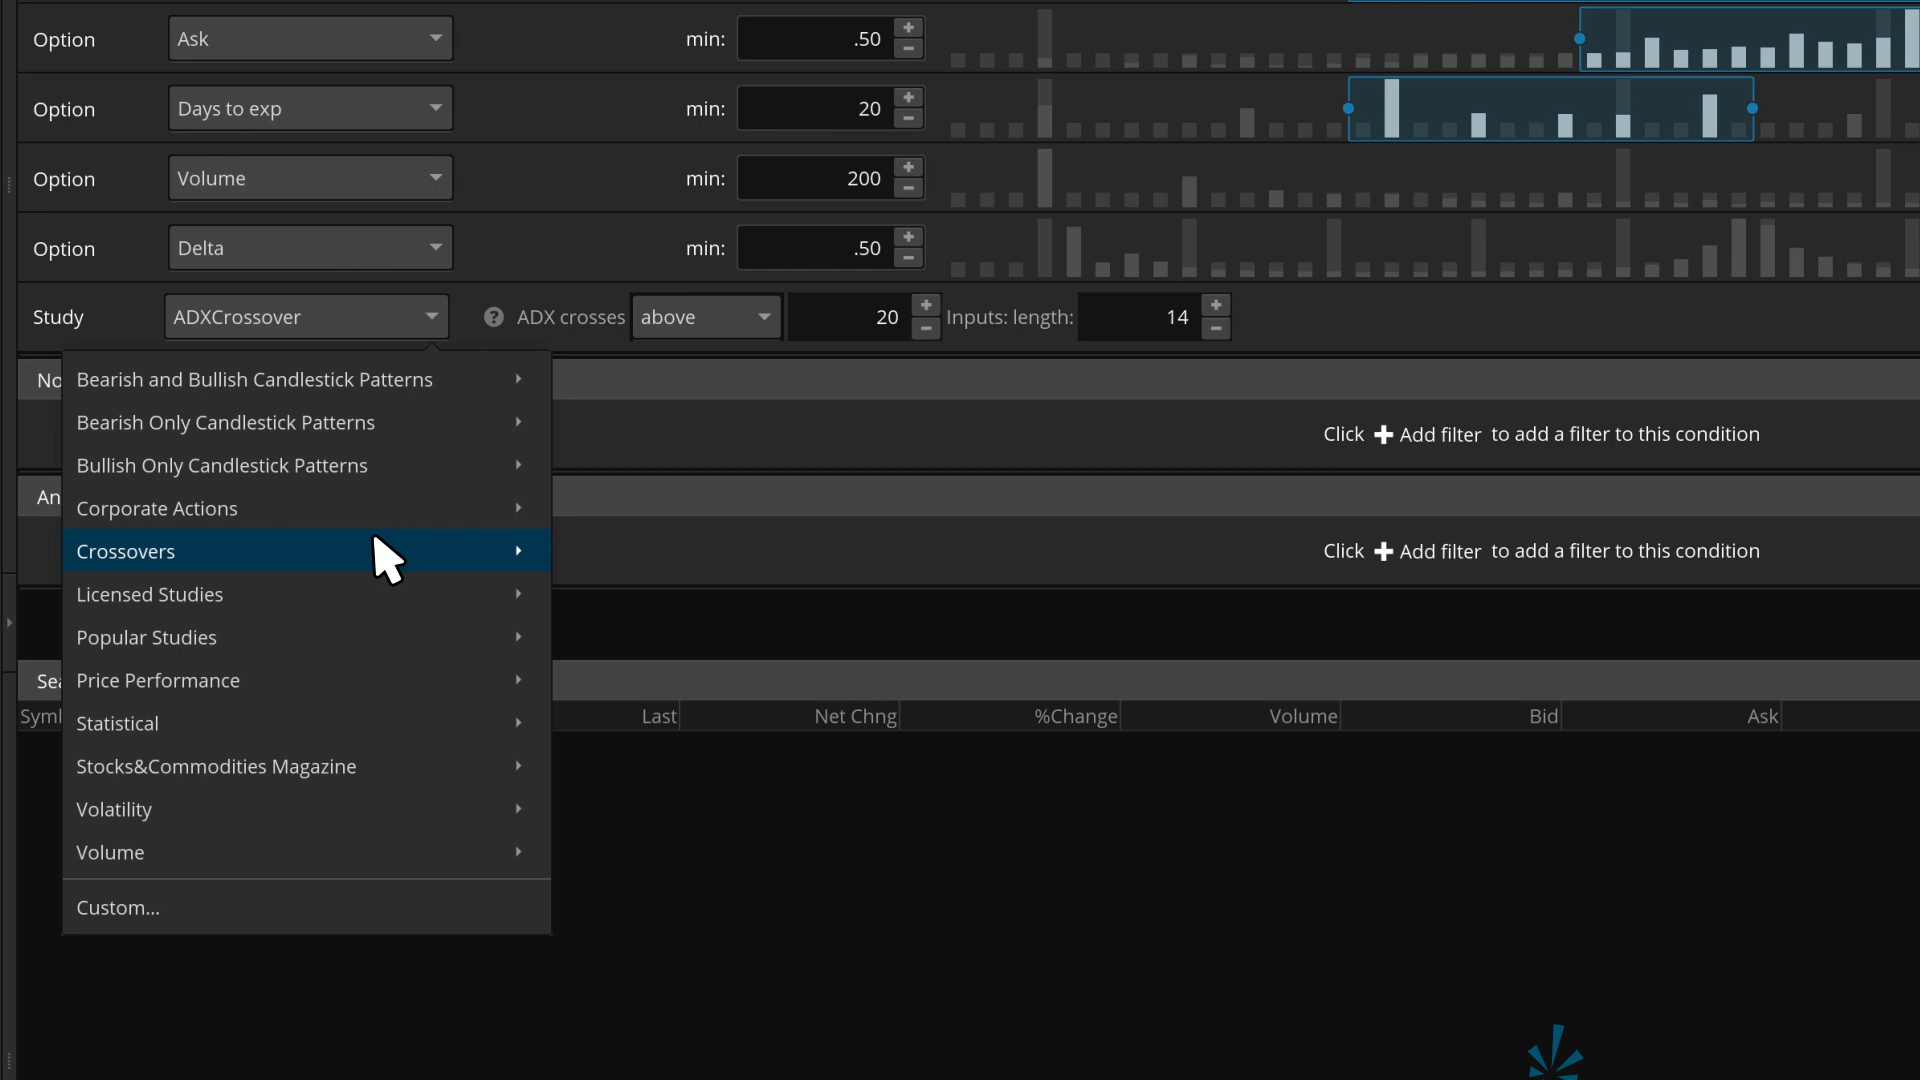 Option Ask min: .50
Option Days to exp min: 20
Option Volume min: 200
Option Delta min: .50
Study ADXCrossover ? ADX crosses above 20 Inputs: length: 14
No
Bearish and Bullish Candlestick Patterns
Bearish Only Candlestick Patterns
Click + Add filter to add a filter to this condition
Bullish Only Candlestick Patterns
An
Corporate Actions
Crossovers
Click + Add filter to add a filter to this condition
Licensed Studies
Popular Studies
Sea
Price Performance
Symb Last Net Chng %Change Volume Bid Ask
Statistical
Stocks&Commodities Magazine
Volatility
Volume
Custom...